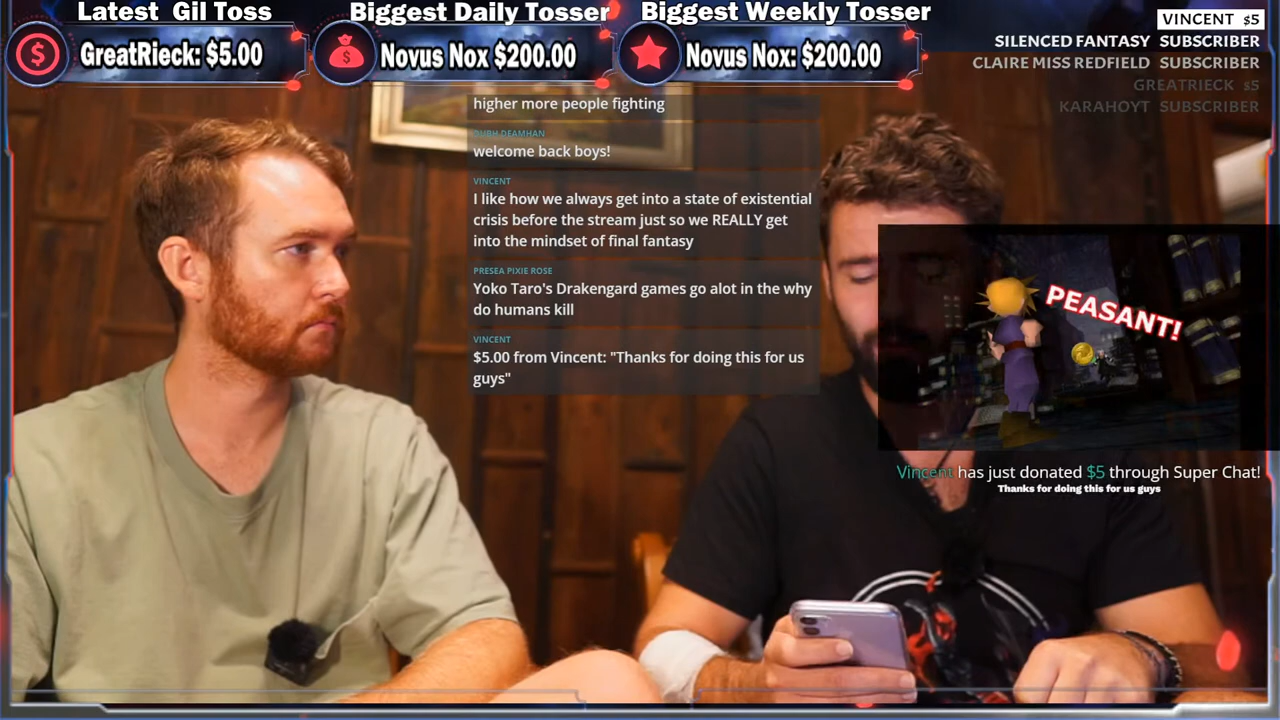 Latest Gil Toss
Biggest Daily Tosser
Biggest Weekly Tosser
GreatRieck: $5.00
Novus Nox $200.00
Novus Nox: $200.00
VINCENT $5
SILENCED FANTASY SUBSCRIBER
CLAIRE MISS REDFIELD SUBSCRIBER
GREATRIECK $5
KARAHOYT SUBSCRIBER
higher more people fighting
DEAMHAN
welcome back boys!
VINCENT
I like how we always get into a state of existential
crisis before the stream just so we REALLY get
into the mindset of final fantasy
PRESEA PIXIE ROSE
Yoko Taro's Drakengard games go alot in the why
do humans kill
VINCENT
$5.00 from Vincent: "Thanks for doing this for us
guys"
PEASANT!
Vincent has just donated $5 through Super Chat!
Thanks for doing this for us guys